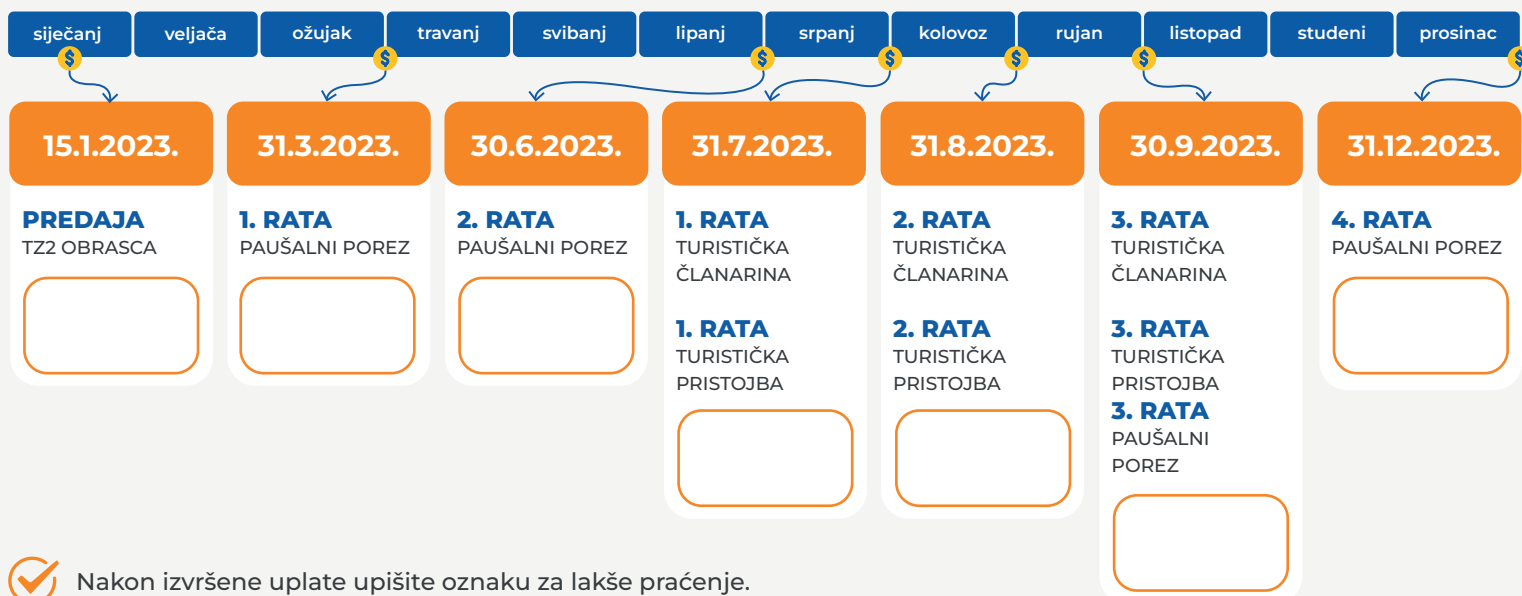 siječanj
veljača
ožujak
travanj
svibanj
lipanj
srpanj
kolovoz
rujan
listopad
studeni
prosinac
$
$
$
$
$
$
$
15.1.2023.
PREDAJA
TZ2 OBRASCA
31.3.2023.
1. RATA
PAUŠALNI POREZ
30.6.2023.
2. RATA
PAUŠALNI POREZ
31.7.2023.
1. RATA
TURISTIČKA
ČLANARINA
1. RATA
TURISTIČKA
PRISTOJBA
31.8.2023.
2. RATA
TURISTIČKA
ČLANARINA
2. RATA
TURISTIČKA
PRISTOJBA
30.9.2023.
3. RATA
TURISTIČKA
ČLANARINA
3. RATA
TURISTIČKA
PRISTOJBA
3. RATA
PAUŠALNI
POREZ
31.12.2023.
4. RATA
PAUŠALNI POREZ
Nakon izvršene uplate upišite oznaku za lakše praćenje.